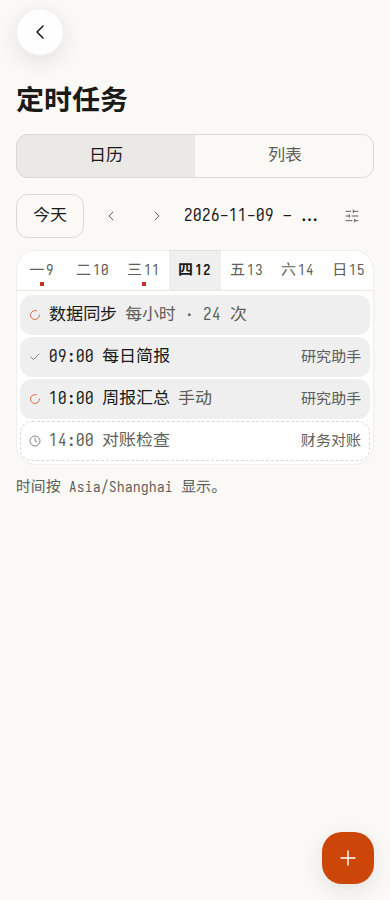 定时任务
日历 列表
今天 2026-11-09 – ...
一9 二10 三11 四12 五13 六14 日15
数据同步 每小时 · 24 次
09:00 每日简报 研究助手
10:00 周报汇总 手动 研究助手
14:00 对账检查 财务对账
时间按 Asia/Shanghai 显示。